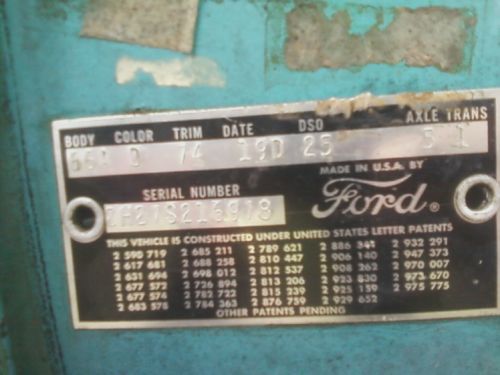 BODY COLOR TRIM DATE DSO AXLE TRANS
74 19D 25 5 1
SERIAL NUMBER
MADE IN U.S.A. BY
Ford ®
THIS VEHICLE IS CONSTRUCTED UNDER UNITED STATES LETTER PATENTS
2 590 719 2 685 211 2 789 621 2 886 341 2 932 291
2 617 681 2 688 258 2 810 447 2 906 140 2 947 373
2 631 694 2 698 012 2 812 537 2 908 262 2 970 007
2 677 572 2 726 894 2 813 206 2 923 830 2 973 670
2 677 574 2 782 722 2 815 239 2 925 159 2 975 775
2 683 578 2 784 363 2 876 759 2 929 652
OTHER PATENTS PENDING